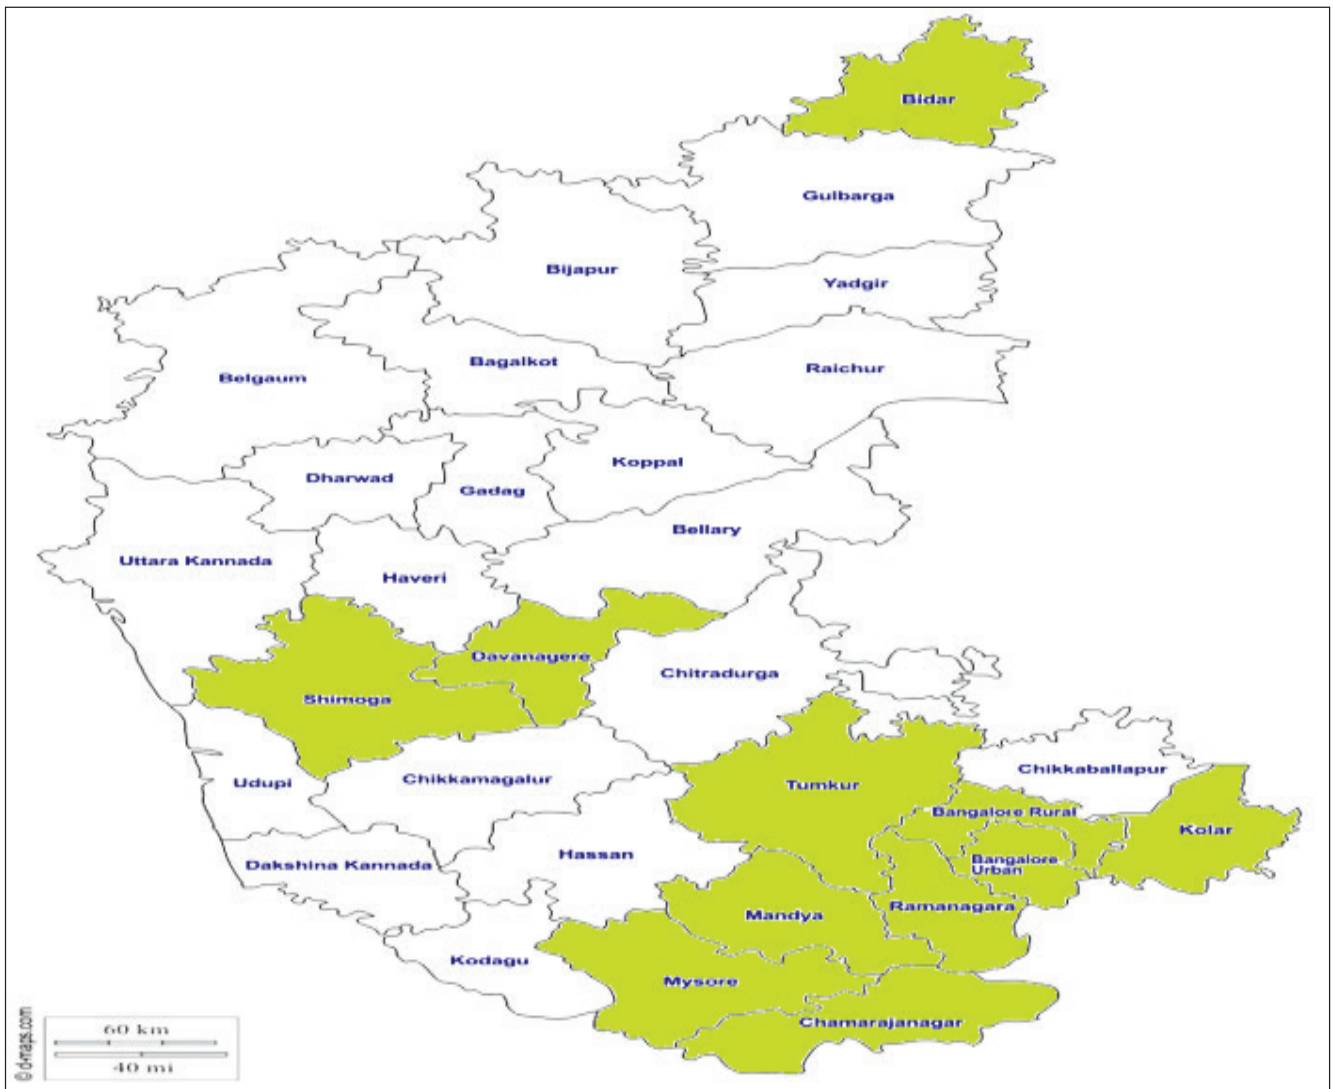 Bidar
Gulbarga
Bijapur
Yadgir
Bagalkot
Raichur
Belgaum
Koppal
Dharwad
Gadag
Bellary
Uttara Kannada
Haveri
Davanagere
Chitradurga
Shimoga
Chikkaballapur
Udupi
Chikkamagalur
Tumkur
Bangalore Rural
Kolar
Hassan
Dakshina Kannada
Bangalore
Urban
Ramanagara
Mandya
Kodagu
Mysore
Chamarajanagar
60 km
40 mi
© d-maps.com